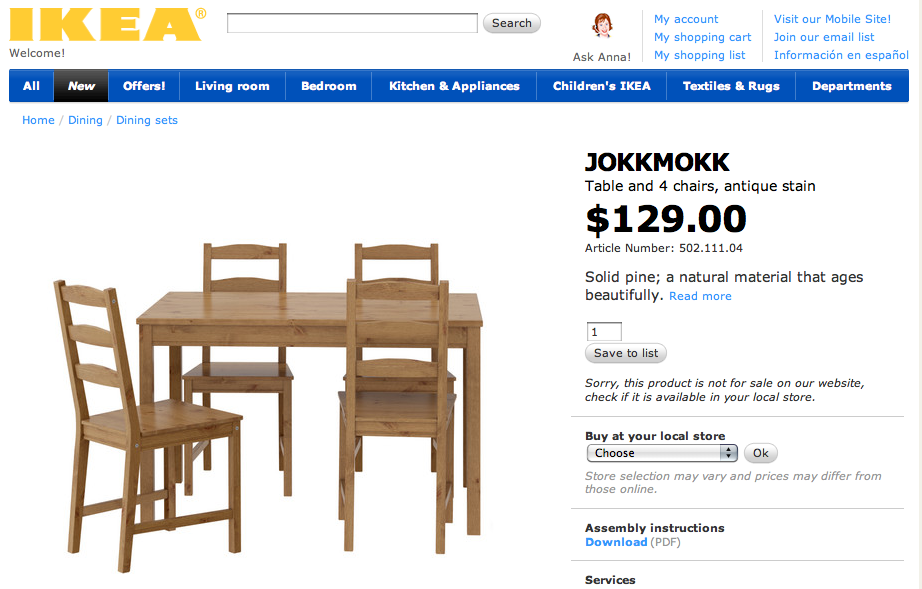 IKEA®
Search
Welcome!
Ask Anna!
My account
My shopping cart
My shopping list
Visit our Mobile Site!
Join our email list
Información en español
All New Offers! Living room Bedroom Kitchen & Appliances Children's IKEA Textiles & Rugs Departments
Home / Dining / Dining sets
JOKKMOKK
Table and 4 chairs, antique stain
$129.00
Article Number: 502.111.04
Solid pine; a natural material that ages
beautifully. Read more
1
Save to list
Sorry, this product is not for sale on our website,
check if it is available in your local store.
Buy at your local store
Choose Ok
Store selection may vary and prices may differ from
those online.
Assembly instructions
Download (PDF)
Services